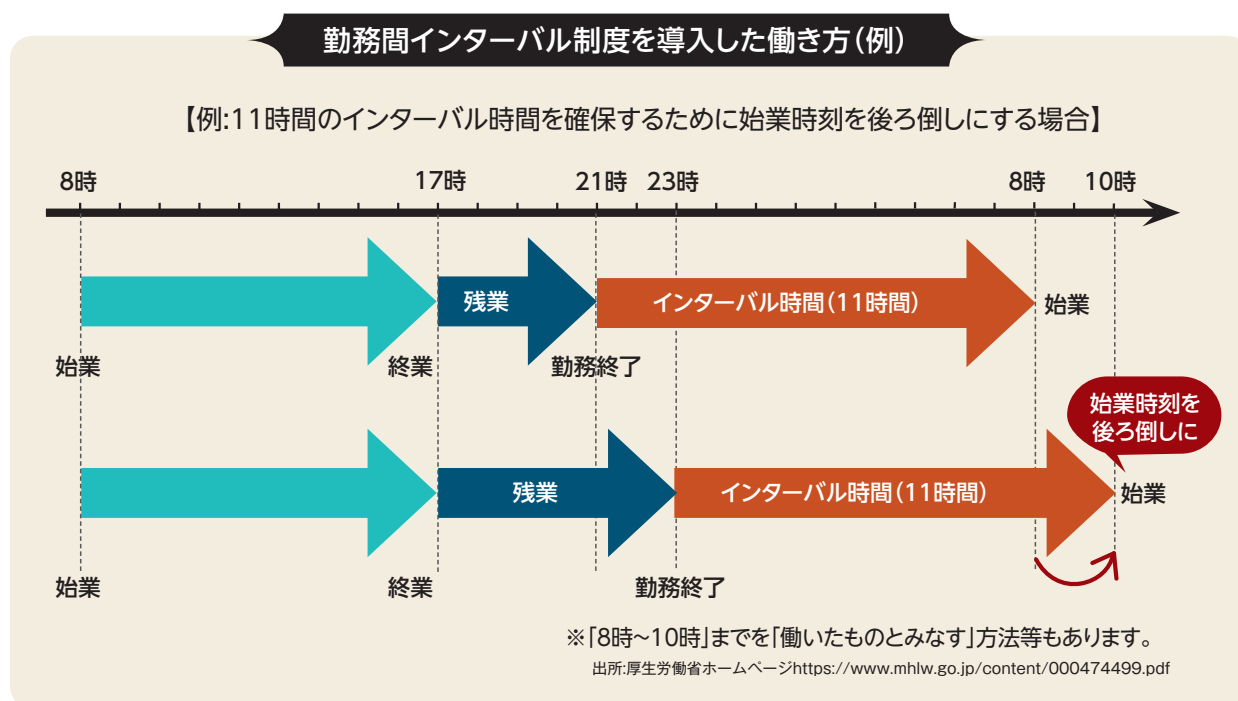 勤務間インターバル制度を導入した働き方(例)
【例:11時間のインターバル時間を確保するために始業時刻を後ろ倒しにする場合】
8時 17時 21時 23時 8時 10時
残業 インターバル時間(11時間) 始業
始業 終業 勤務終了
始業時刻を
後ろ倒しに
残業 インターバル時間(11時間) 始業
始業 終業 勤務終了
※「8時~10時」までを「働いたものとみなす」方法等もあります。
出所:厚生労働省ホームページhttps://www.mhlw.go.jp/content/000474499.pdf